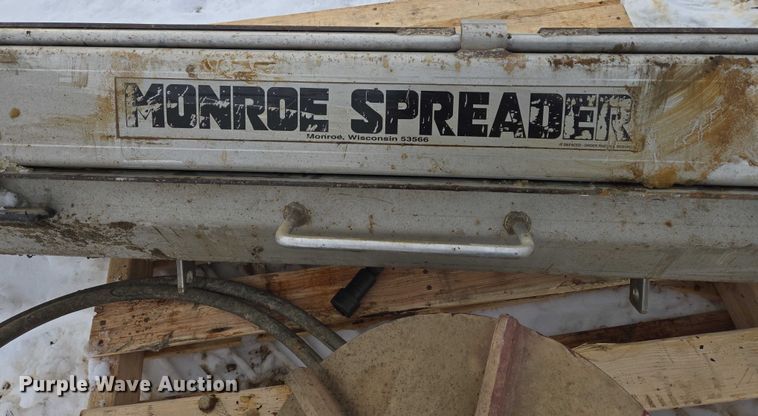 MONROE SPREADER
Monroe, Wisconsin 53566
Purple Wave Auction